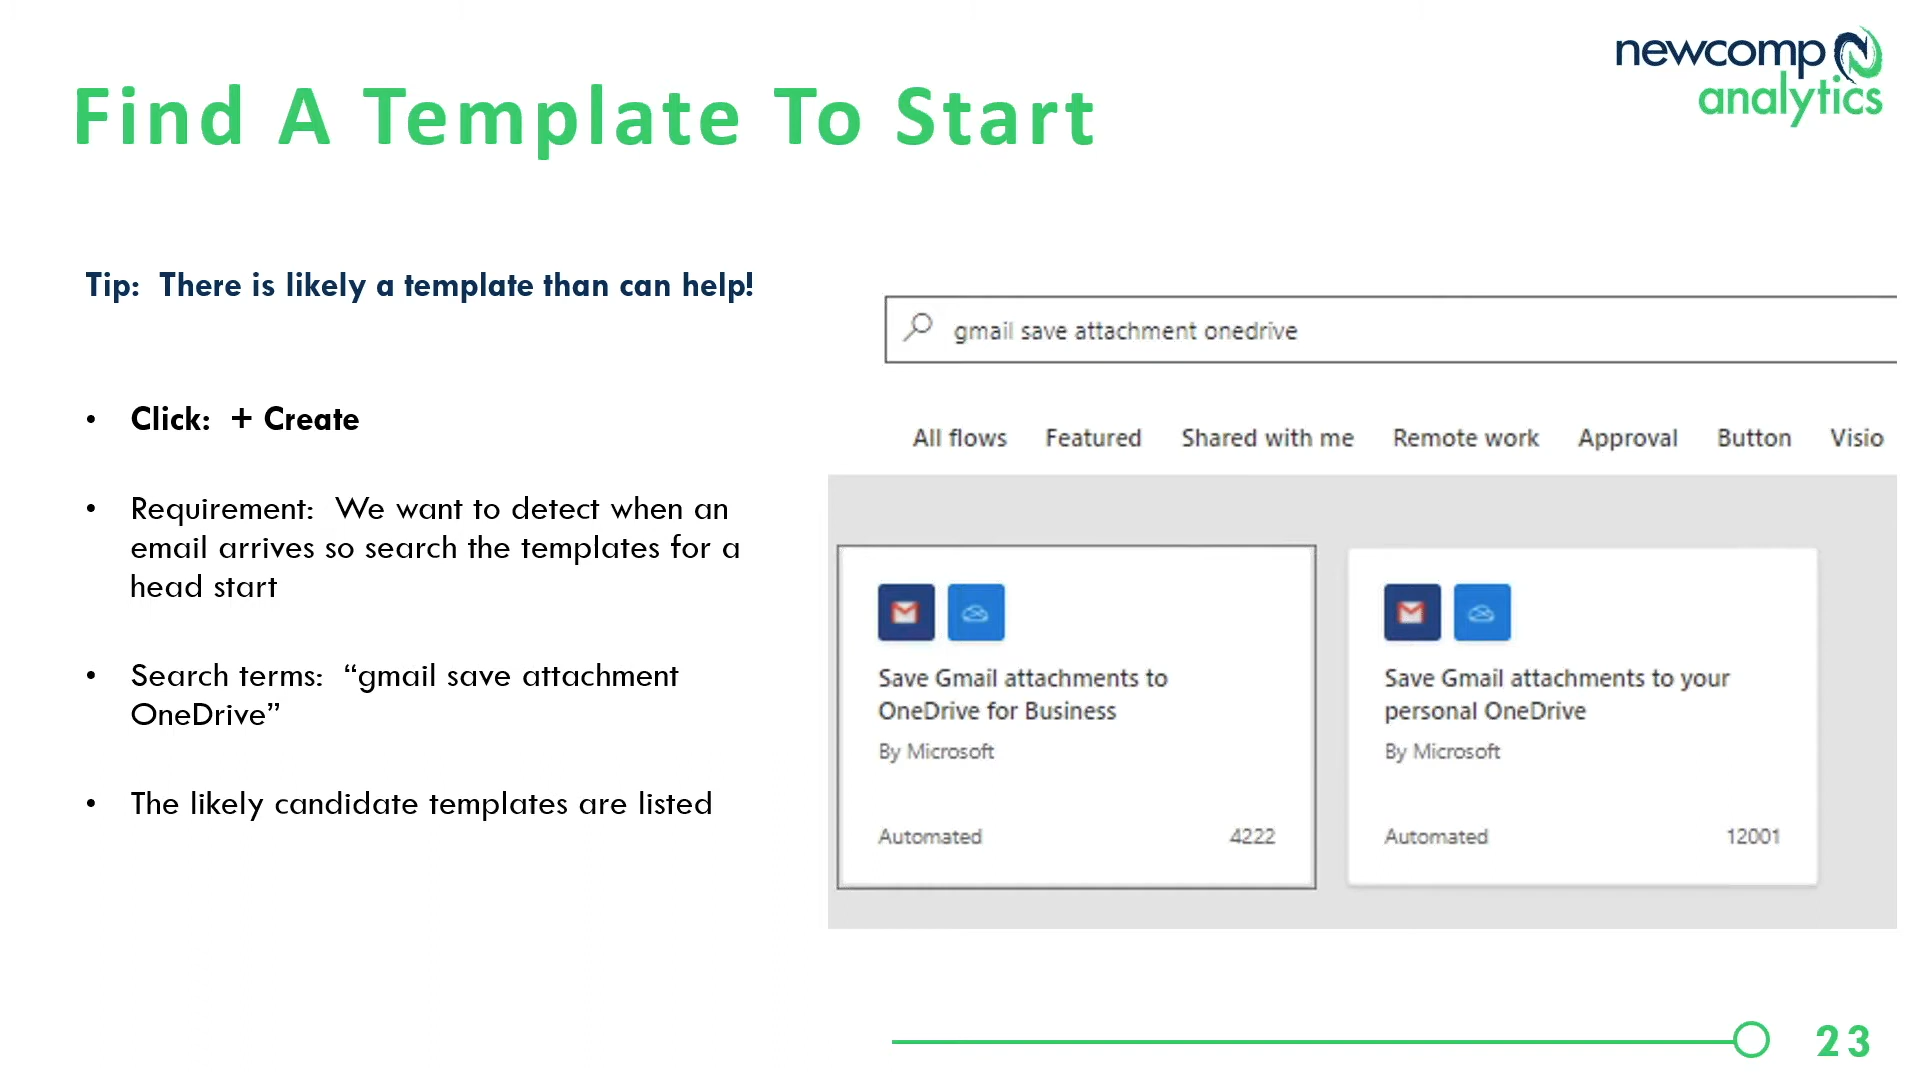 newcomp
analytics
Find A Template To Start
Tip:  There is likely a template than can help!
• Click:  + Create
• Requirement:  We want to detect when an
email arrives so search the templates for a
head start
• Search terms:  “gmail save attachment
OneDrive”
• The likely candidate templates are listed
gmail save attachment onedrive
All flows Featured Shared with me Remote work Approval Button Visio
Save Gmail attachments to
OneDrive for Business
By Microsoft
Automated 4222
Save Gmail attachments to your
personal OneDrive
By Microsoft
Automated 12001
23